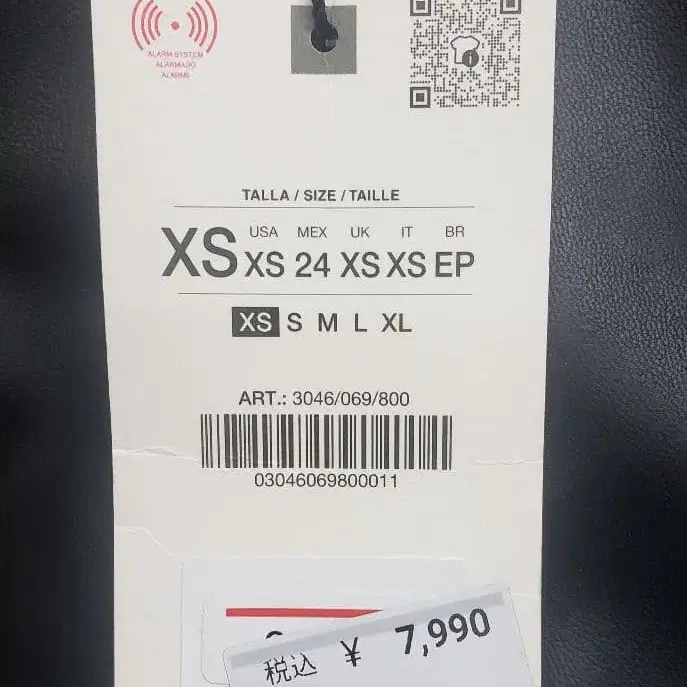 ALARM SYSTEM
ALARMADO
ALARME
TALLA / SIZE / TAILLE
USA MEX UK IT BR
XS XS 24 XS XS EP
XS S M L XL
ART.: 3046/069/800
03046069800011
税込 ¥ 7,990